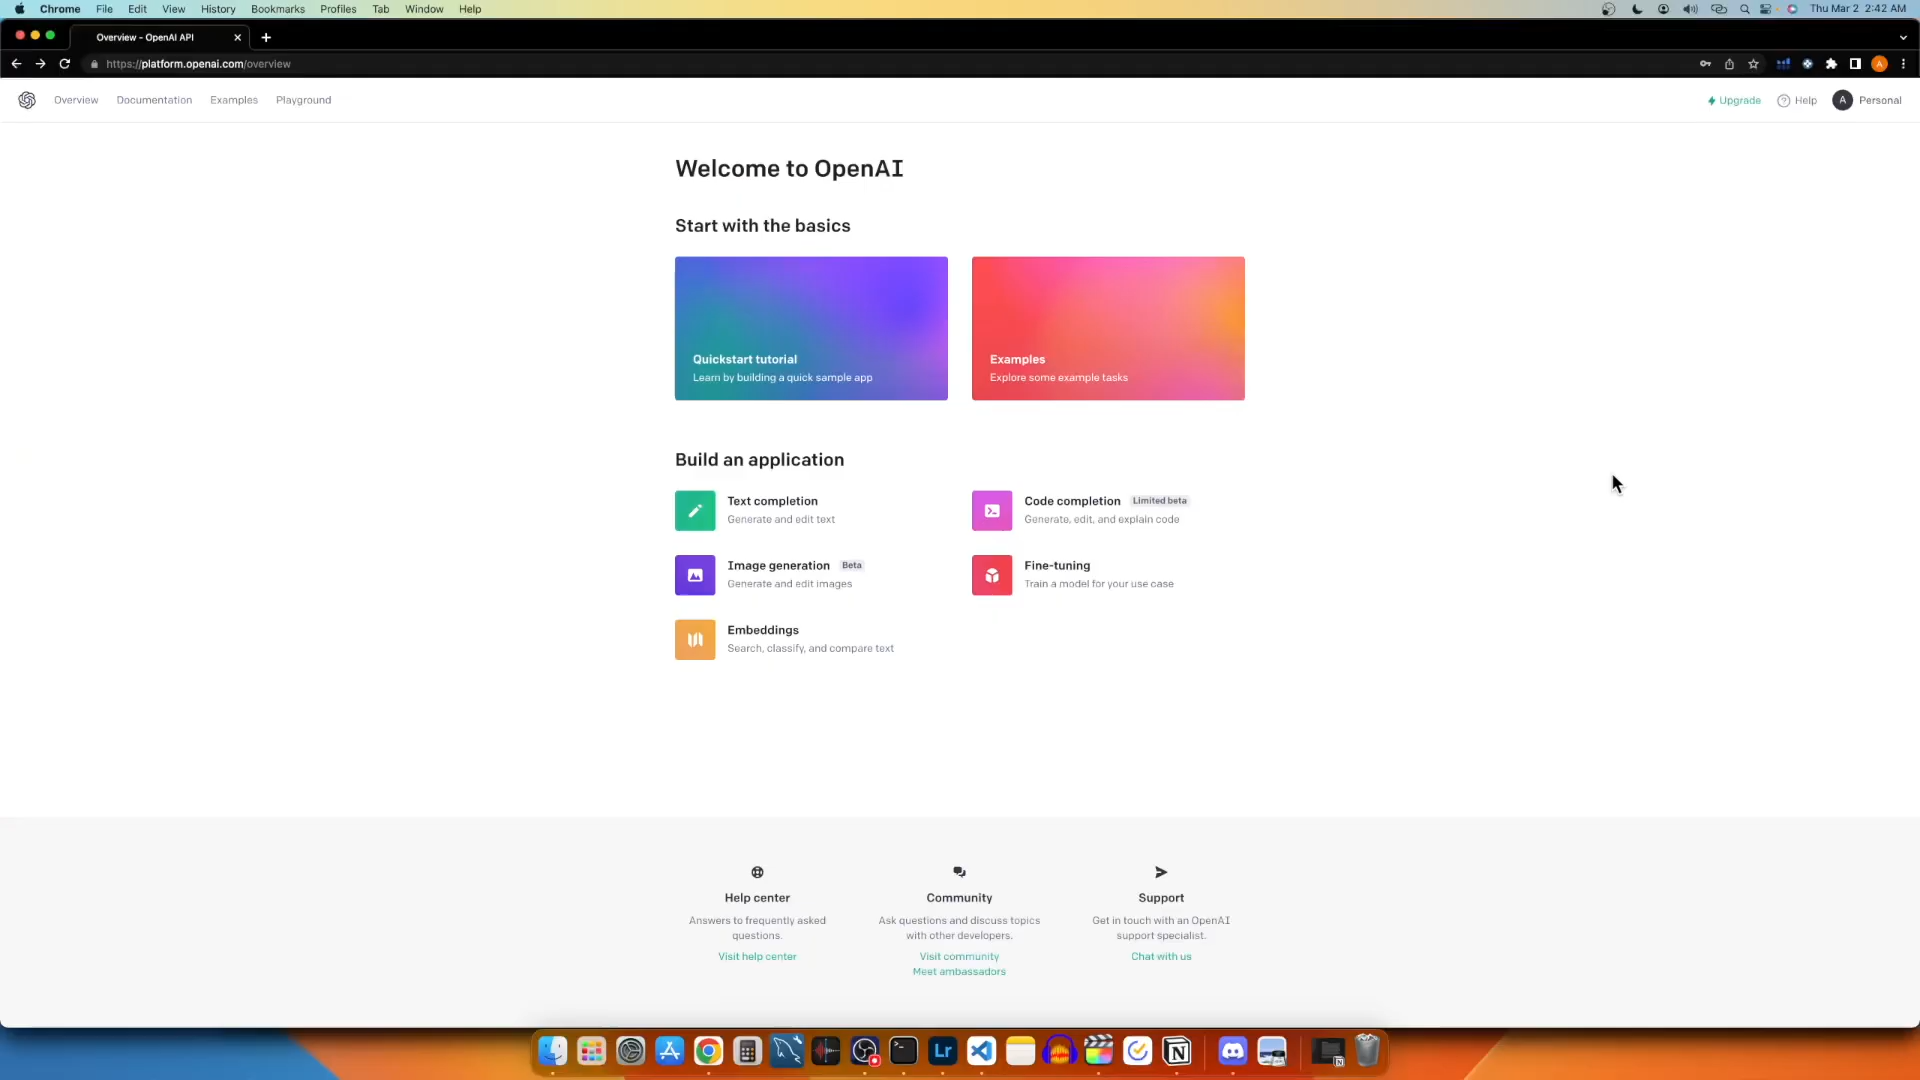 Chrome File Edit View History Bookmarks Profiles Tab Window Help
Thu Mar 2 2:42 AM
Overview - OpenAI API
https://platform.openai.com/overview
A
Overview Documentation Examples Playground
Upgrade
Help
A Personal
Welcome to OpenAI
Start with the basics
Quickstart tutorial
Learn by building a quick sample app
Examples
Explore some example tasks
Build an application
Text completion
Generate and edit text
Code completion Limited beta
Generate, edit, and explain code
Image generation Beta
Generate and edit images
Fine-tuning
Train a model for your use case
Embeddings
Search, classify, and compare text
Help center
Answers to frequently asked
questions.
Visit help center
Community
Ask questions and discuss topics
with other developers.
Visit community
Meet ambassadors
Support
Get in touch with an OpenAI
support specialist.
Chat with us
Lr